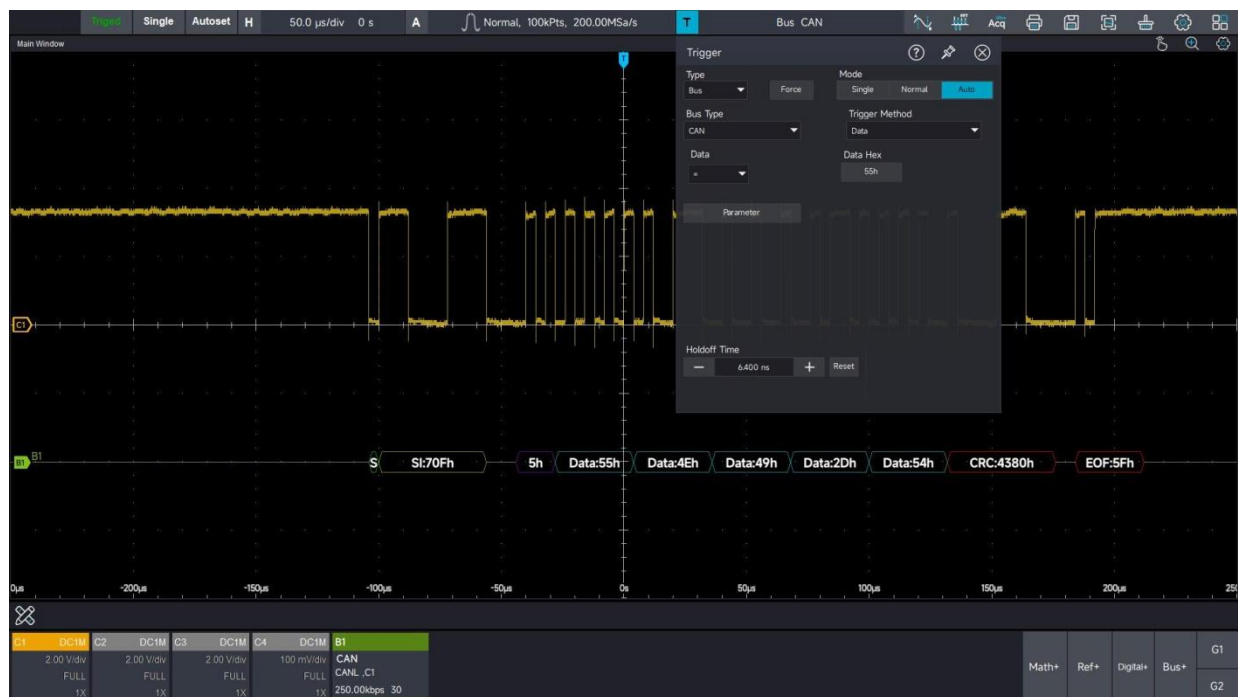 Triged Single Autoset H 50.0 μs/div 0 s A Normal, 100kPts, 200.00MSa/s T Bus CAN Acq
Main Window
T
Trigger
Type
Mode
Bus Force Single Normal Auto
Bus Type
Trigger Method
CAN Data
Data
Data Hex
= 55h
Parameter
C1
Holdoff Time
6.400 ns Reset
B1 B1
S SI:70Fh 5h Data:55h Data:4Eh Data:49h Data:2Dh Data:54h CRC:4380h EOF:5Fh
0μs -200μs -150μs -100μs -50μs 0s 50μs 100μs 150μs 200μs 250
C1 DC1M C2 DC1M C3 DC1M C4 DC1M B1
2.00 V/div 2.00 V/div 2.00 V/div 100 mV/div CAN
FULL FULL FULL FULL CANL ,C1
1X 1X 1X 1X 250.00kbps 30
Math+ Ref+ Digital+ Bus+
G1
G2